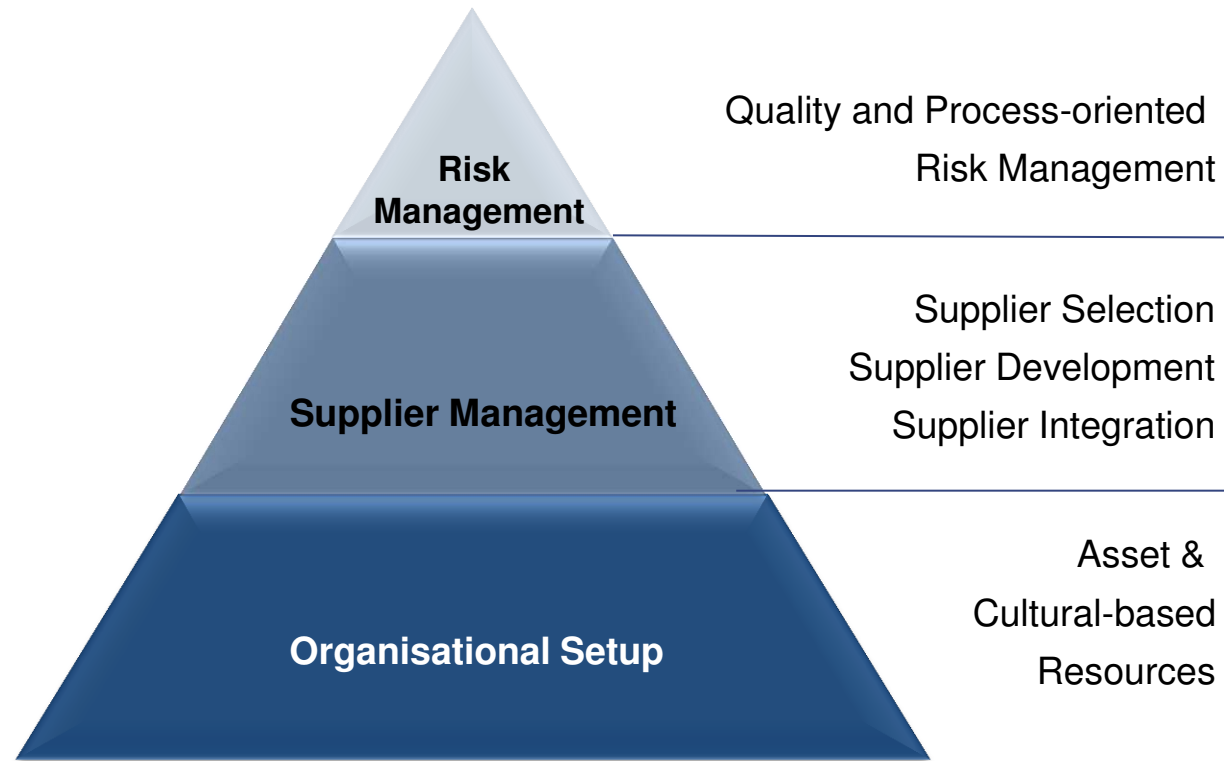 Risk
Management
Quality and Process-oriented
Risk Management
Supplier Management
Supplier Selection
Supplier Development
Supplier Integration
Organisational Setup
Asset &
Cultural-based
Resources